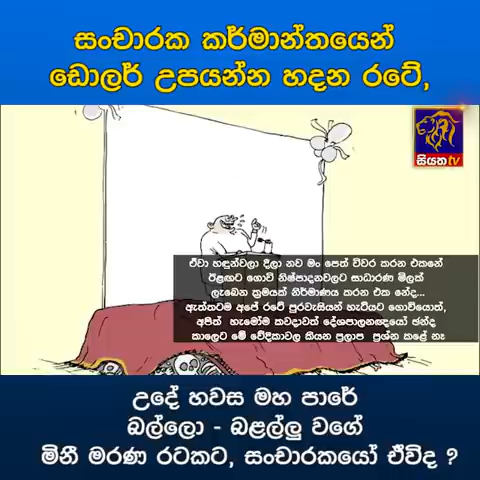 සංචාරක කර්මාන්තයෙන්
ඩොලර් උපයන්න හදන රටේ,
සියත tv
ඒවා හඳුන්වලා දීලා නව මං පෙත් විවර කරන එකනේ
ඊළඟට ගොවි නිෂ්පාදනවලට සාධාරණ මිලක්
ලැබෙන ක්‍රමයක් නිර්මාණය කරන එක නේද...
ඇත්තටම අපේ රටේ පුරවැසියන් හැටියට ගොවියොත්,
අපිත් හැමෝම කවදාවත් දේශපාලනඥයෝ ඡන්ද
කාලෙට මේ වේදිකාවල කියන ප්‍රලාප ප්‍රශ්න කළේ නෑ
උදේ හවස මහ පාරේ
බල්ලො - බළල්ලු වගේ
මිනී මරණ රටකට, සංචාරකයෝ ඒවිද ?